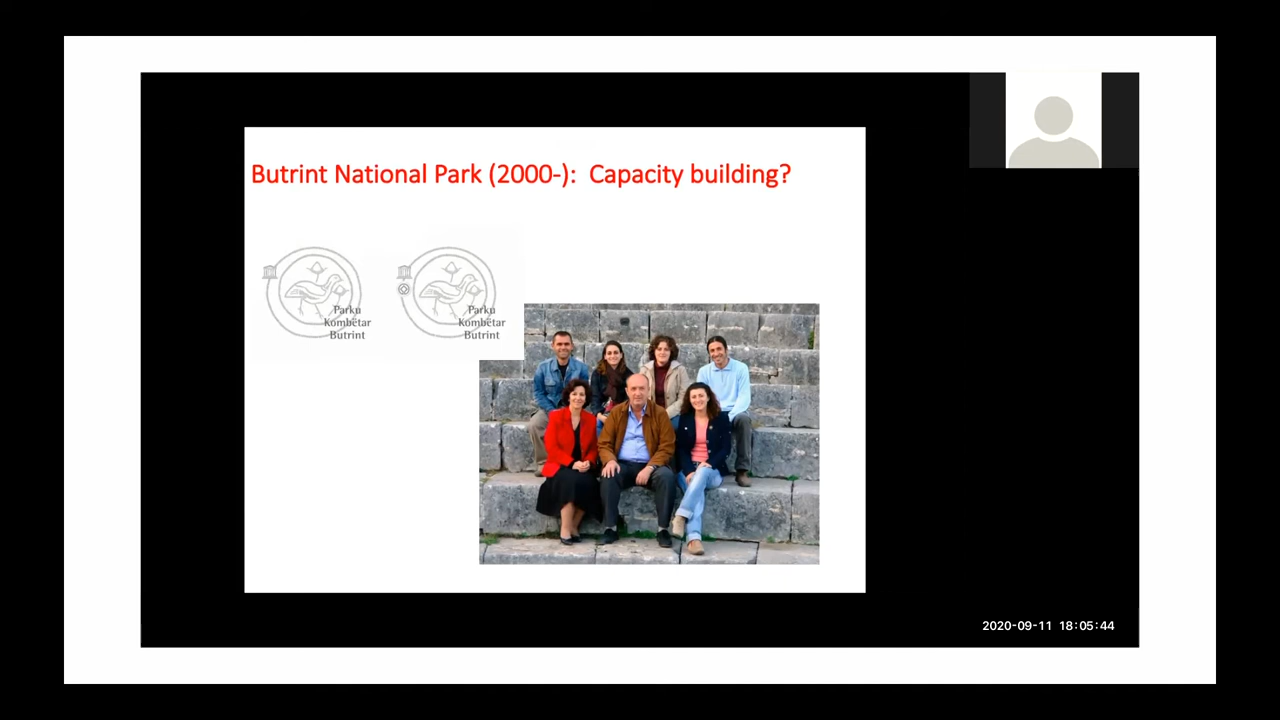 Butrint National Park (2000-): Capacity building?
Parku
Kombëtar
Butrint
Parku
Kombëtar
Butrint
2020-09-11 18:05:44